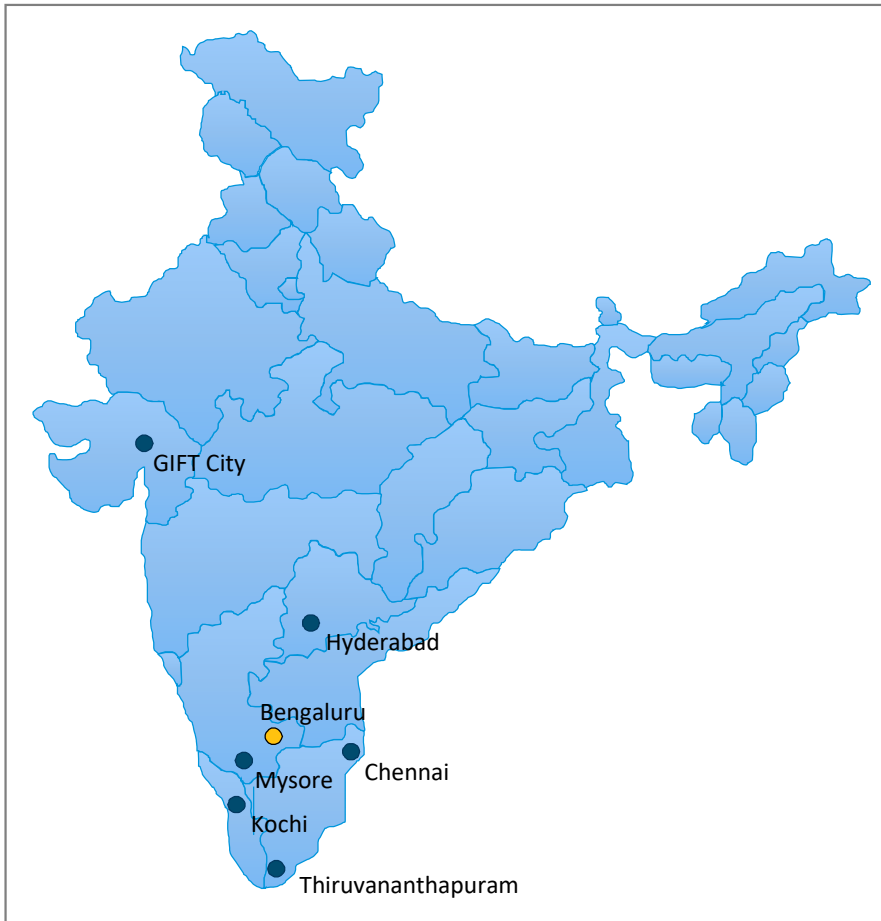 GIFT City
Hyderabad
Bengaluru
Chennai
Mysore
Kochi
Thiruvananthapuram